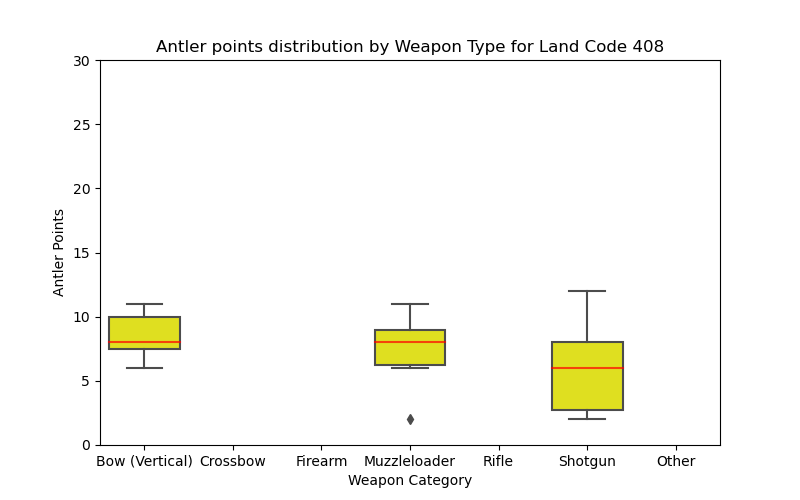 Antler points distribution by Weapon Type for Land Code 408
30
25
20
15
10
5
0
Antler Points
Bow (Vertical) Crossbow Firearm Muzzleloader Rifle Shotgun Other
Weapon Category